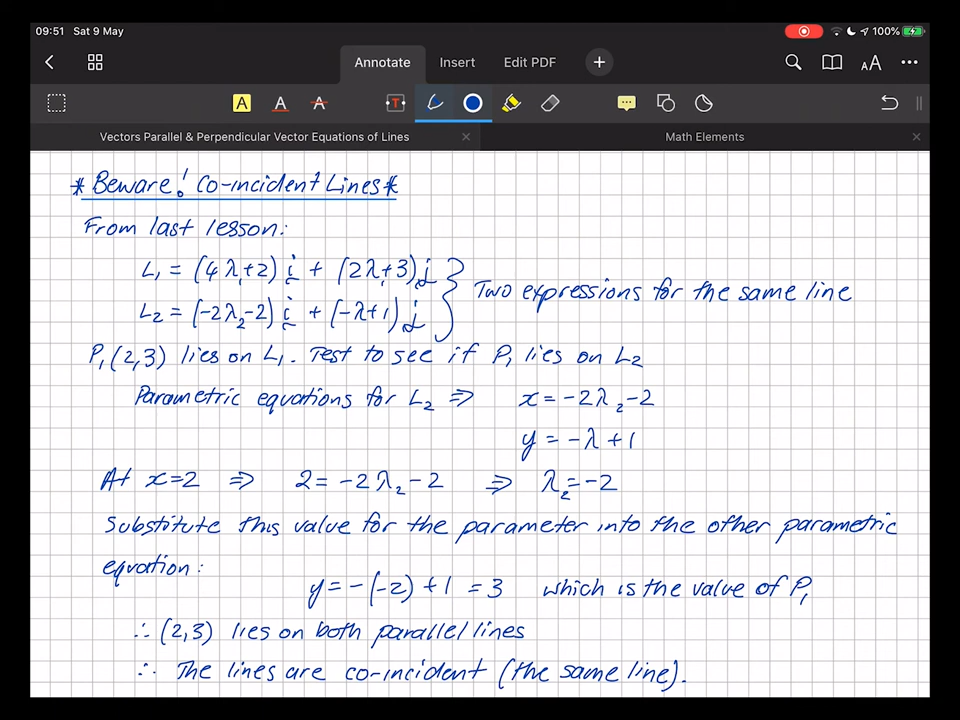 09:51 Sat 9 May 100%
Annotate Insert Edit PDF
Vectors Parallel & Perpendicular Vector Equations of Lines Math Elements
* Beware! Co-incident Lines *
From last lesson:
L₁ = (4λ₁+2) i + (2λ₁+3) j
L₂ = (-2λ₂-2) i + (-λ+1) j } Two expressions for the same line
P₁(2,3) lies on L₁. Test to see if P₁ lies on L₂
Parametric equations for L₂ ⇒ x = -2λ₂-2
y = -λ+1
At x=2 ⇒ 2 = -2λ₂-2 ⇒ λ₂=-2
Substitute this value for the parameter into the other parametric
equation:
y = -(-2)+1 = 3 which is the value of P₁
∴ (2,3) lies on both parallel lines
∴ The lines are co-incident (the same line).